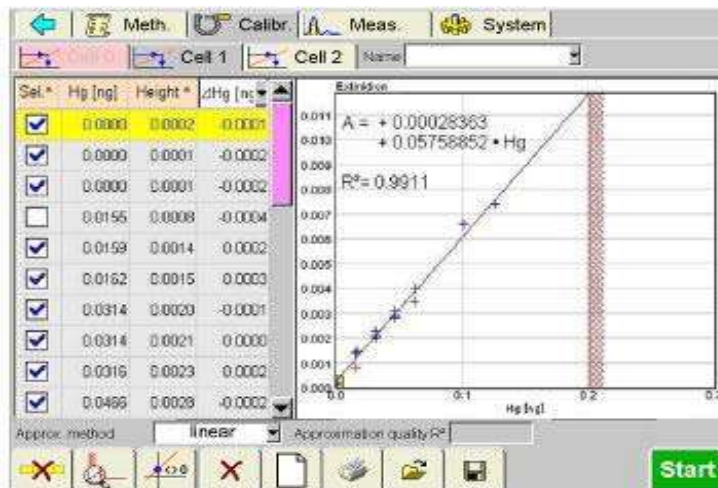 Meth. Calibr. Meas. System
Cell 0 Cell 1 Cell 2 Name
Sel.* Hg [ng] Height * ΔHg [ng
0.0000 0.0002 -0.0001
0.0000 0.0001 -0.0002
0.0000 0.0001 -0.0002
0.0155 0.0008 -0.0004
0.0159 0.0014 0.0002
0.0162 0.0015 0.0003
0.0314 0.0020 -0.0001
0.0314 0.0021 0.0000
0.0316 0.0023 0.0002
0.0466 0.0028 -0.0002
Extinktion
0.011
0.010
0.009
0.008
0.007
0.006
0.005
0.004
0.003
0.002
0.001
0.000
A = + 0.00028363
+ 0.05758852 • Hg
R²= 0.9911
0.0 0.1 0.2 0.3
Hg [ng]
Approx. method linear Approximation quality R²
<>0
Start